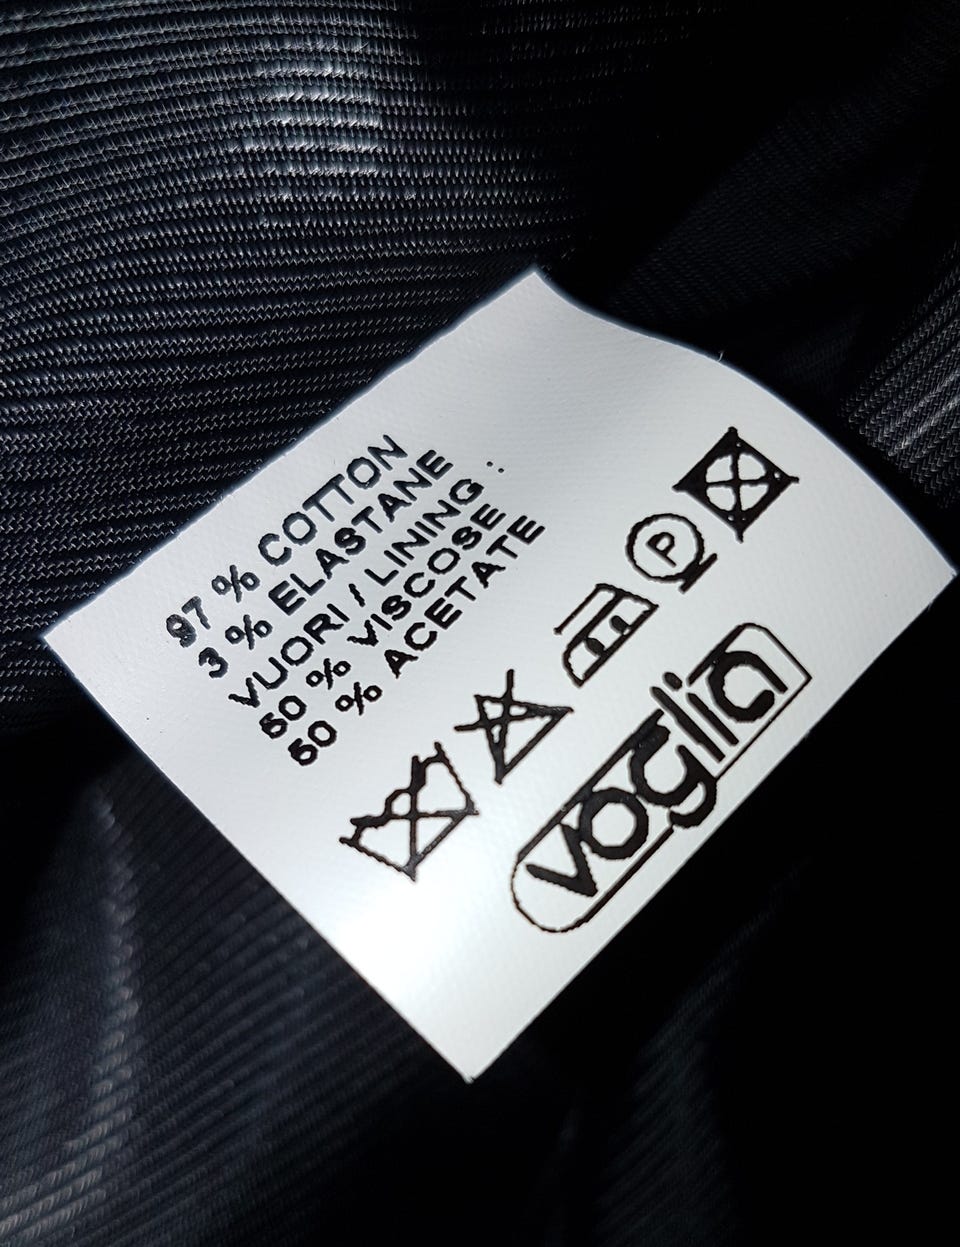 97 % COTTON
3 % ELASTANE
VUORI / LINING :
50 % VISCOSE
50 % ACETATE
P
voglia